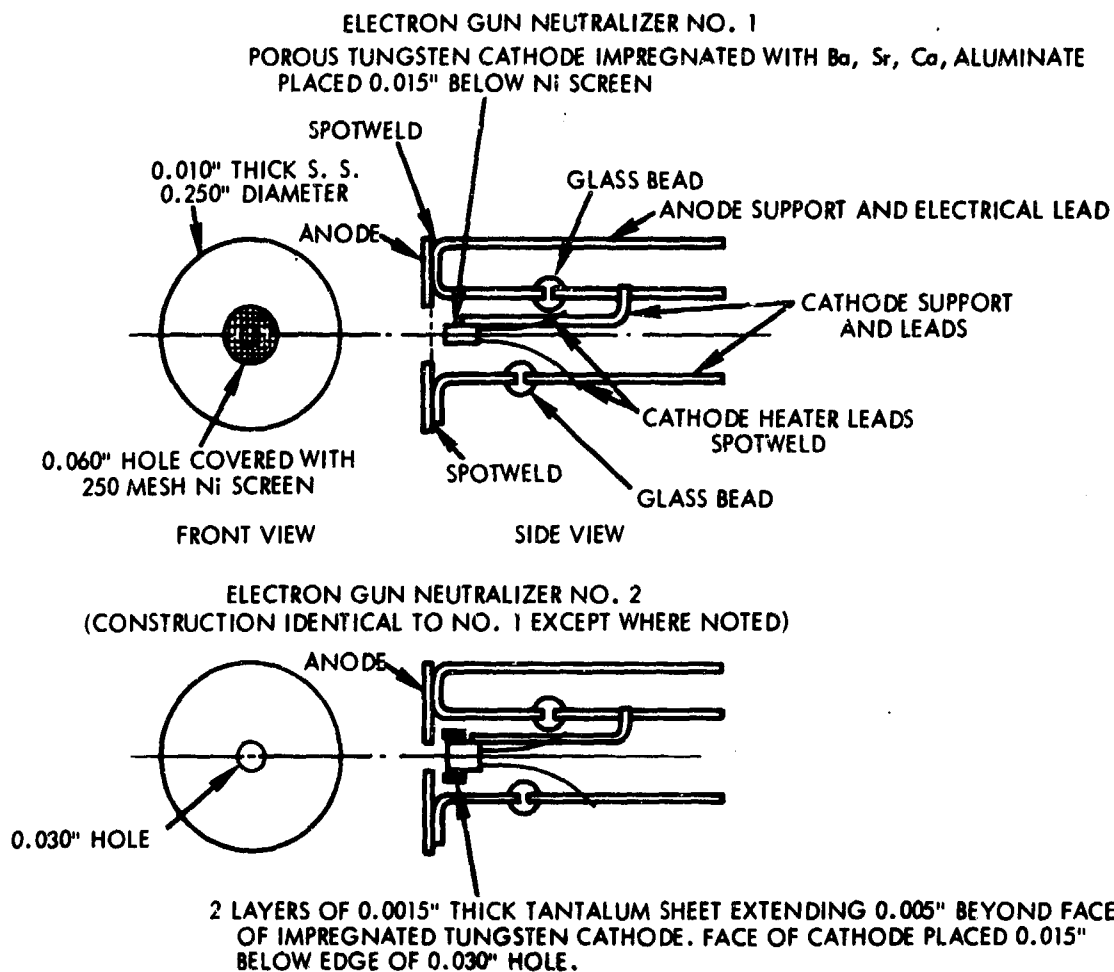 ELECTRON GUN NEUTRALIZER NO. 1
POROUS TUNGSTEN CATHODE IMPREGNATED WITH Ba, Sr, Ca, ALUMINATE
PLACED 0.015" BELOW Ni SCREEN
SPOTWELD
0.010" THICK S. S.
0.250" DIAMETER
GLASS BEAD
ANODE SUPPORT AND ELECTRICAL LEAD
ANODE
CATHODE SUPPORT
AND LEADS
CATHODE HEATER LEADS
SPOTWELD
0.060" HOLE COVERED WITH
250 MESH Ni SCREEN
SPOTWELD
GLASS BEAD
FRONT VIEW
SIDE VIEW
ELECTRON GUN NEUTRALIZER NO. 2
(CONSTRUCTION IDENTICAL TO NO. 1 EXCEPT WHERE NOTED)
ANODE
0.030" HOLE
2 LAYERS OF 0.0015" THICK TANTALUM SHEET EXTENDING 0.005" BEYOND FACE
OF IMPREGNATED TUNGSTEN CATHODE. FACE OF CATHODE PLACED 0.015"
BELOW EDGE OF 0.030" HOLE.